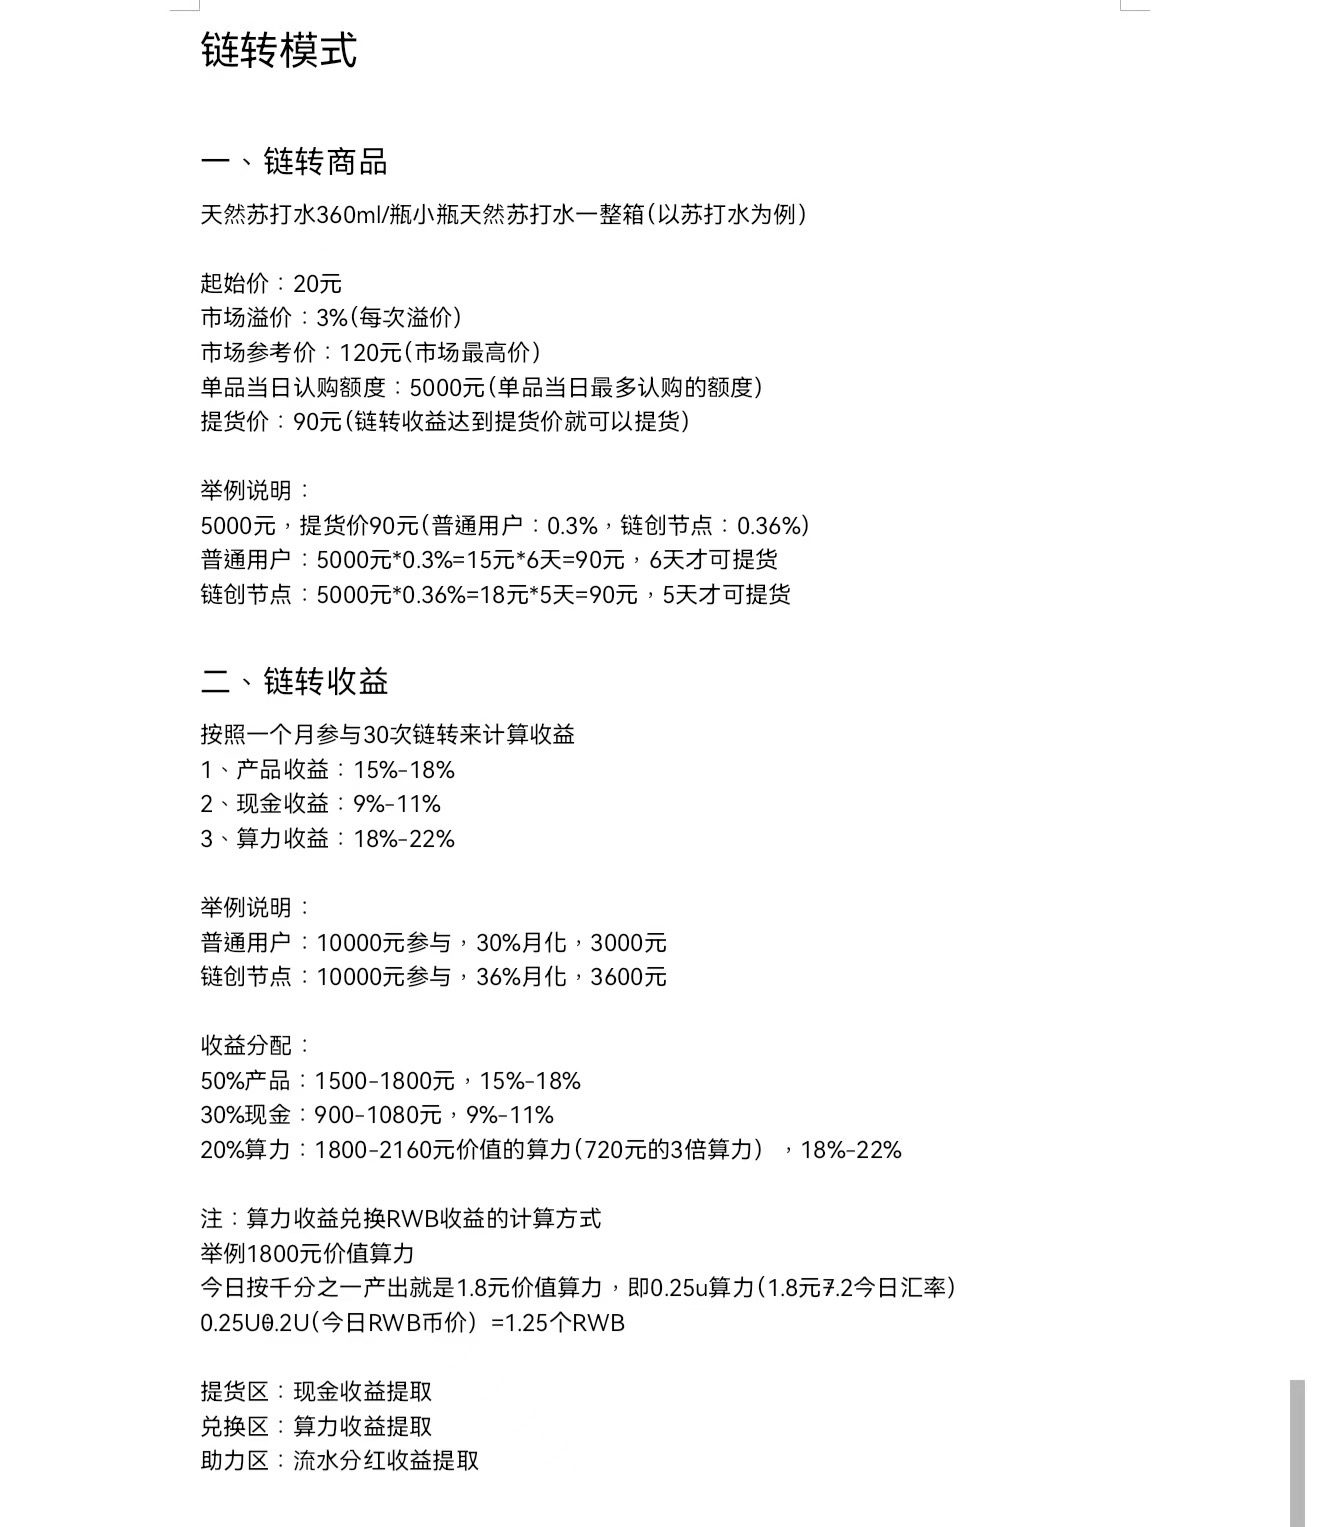 链转模式
一、链转商品
天然苏打水360ml/瓶小瓶天然苏打水一整箱(以苏打水为例)
起始价：20元
市场溢价：3%(每次溢价)
市场参考价：120元(市场最高价)
单品当日认购额度：5000元(单品当日最多认购的额度)
提货价：90元(链转收益达到提货价就可以提货)
举例说明：
5000元，提货价90元(普通用户：0.3%，链创节点：0.36%)
普通用户：5000元*0.3%=15元*6天=90元，6天才可提货
链创节点：5000元*0.36%=18元*5天=90元，5天才可提货
二、链转收益
按照一个月参与30次链转来计算收益
1、产品收益：15%-18%
2、现金收益：9%-11%
3、算力收益：18%-22%
举例说明：
普通用户：10000元参与，30%月化，3000元
链创节点：10000元参与，36%月化，3600元
收益分配：
50%产品：1500-1800元，15%-18%
30%现金：900-1080元，9%-11%
20%算力：1800-2160元价值的算力(720元的3倍算力)，18%-22%
注：算力收益兑换RWB收益的计算方式
举例1800元价值算力
今日按千分之一产出就是1.8元价值算力，即0.25u算力(1.8元÷7.2今日汇率)
0.25U÷0.2U(今日RWB币价) =1.25个RWB
提货区：现金收益提取
兑换区：算力收益提取
助力区：流水分红收益提取